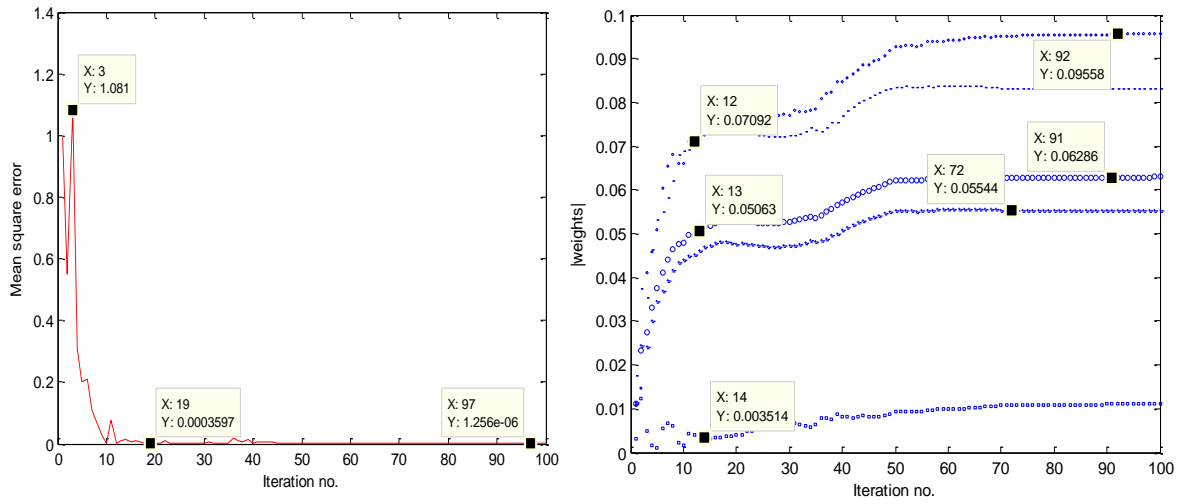 1.4
1.2
1
0.8
0.6
0.4
0.2
0
Mean square error
X: 3
Y: 1.081
X: 19
Y: 0.0003597
X: 97
Y: 1.256e-06
0 10 20 30 40 50 60 70 80 90 100
Iteration no.
0.1
0.09
0.08
0.07
0.06
0.05
0.04
0.03
0.02
0.01
0
|weights|
X: 92
Y: 0.09558
X: 12
Y: 0.07092
X: 91
Y: 0.06286
X: 72
Y: 0.05544
X: 13
Y: 0.05063
X: 14
Y: 0.003514
0 10 20 30 40 50 60 70 80 90 100
Iteration no.